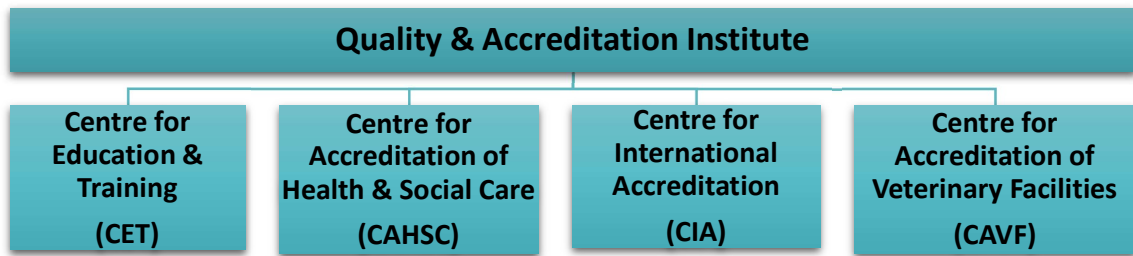 Quality & Accreditation Institute
Centre for
Education &
Training
(CET)
Centre for
Accreditation of
Health & Social Care
(CAHSC)
Centre for
International
Accreditation
(CIA)
Centre for
Accreditation of
Veterinary Facilities
(CAVF)